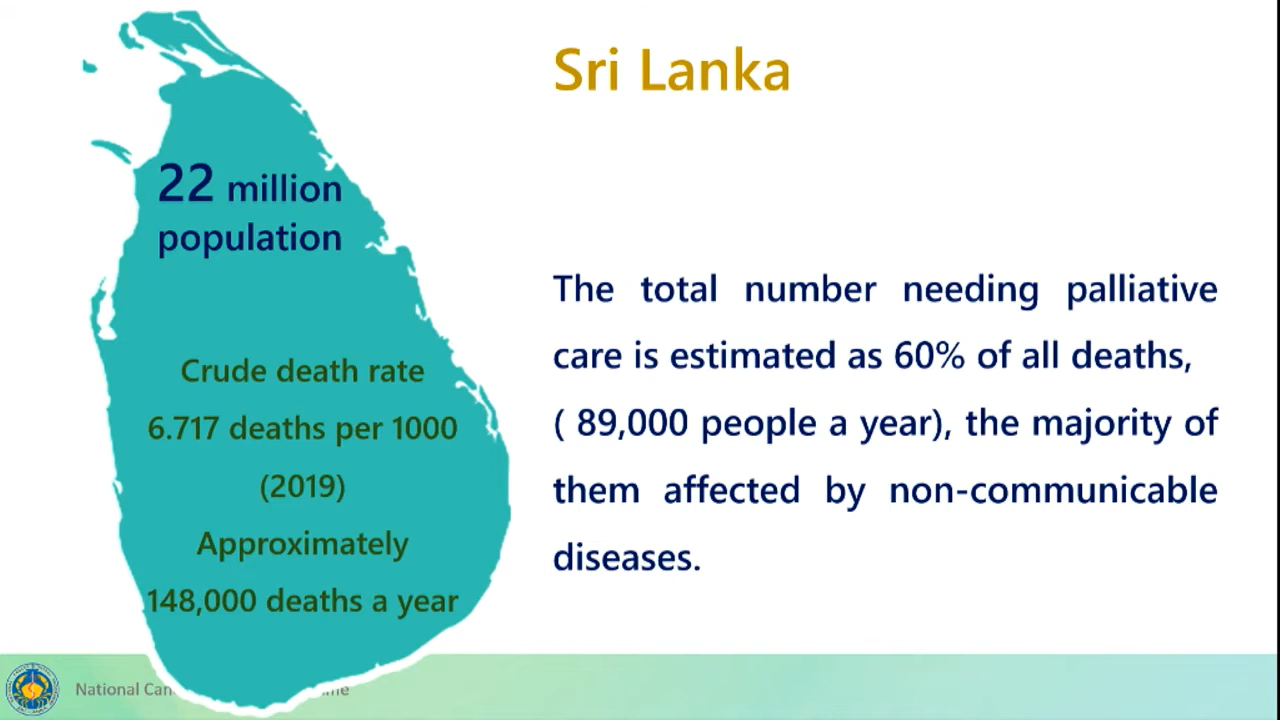 Sri Lanka
22 million
population
Crude death rate
6.717 deaths per 1000
(2019)
Approximately
148,000 deaths a year
The total number needing palliative
care is estimated as 60% of all deaths,
( 89,000 people a year), the majority of
them affected by non-communicable
diseases.
National